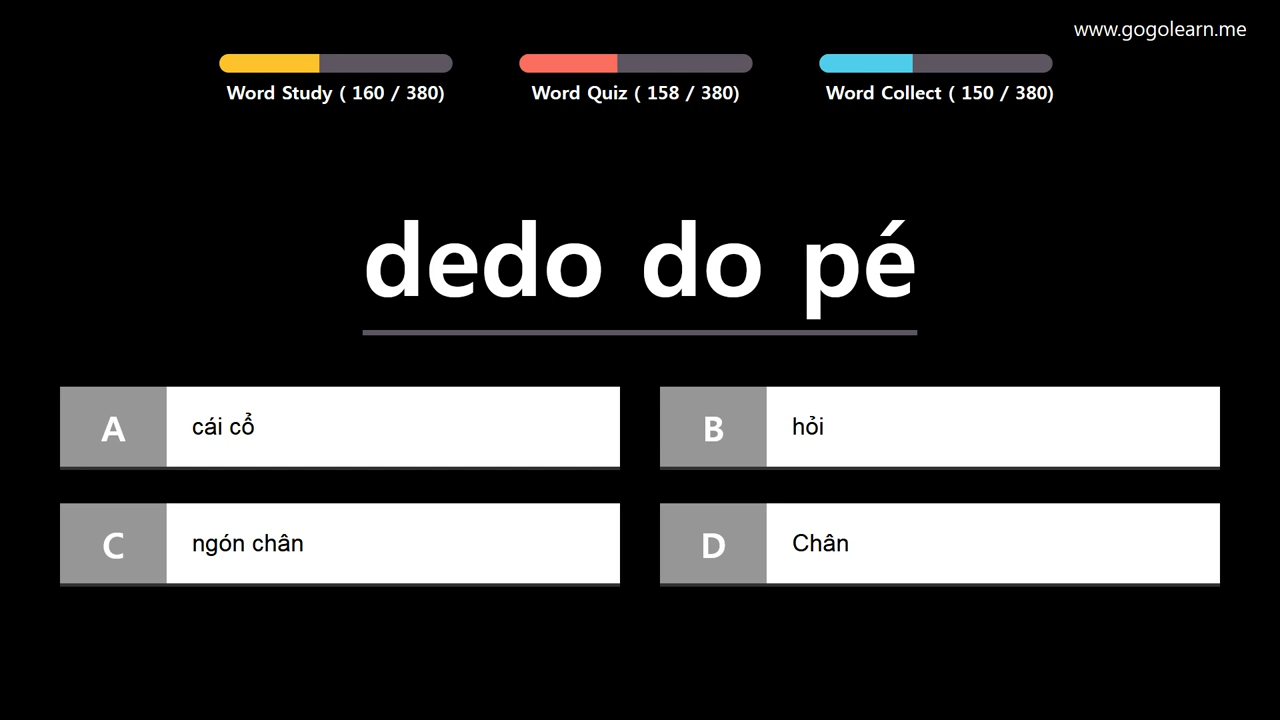 www.gogolearn.me
Word Study ( 160 / 380)
Word Quiz ( 158 / 380)
Word Collect ( 150 / 380)
dedo do pé
A cái cổ
B hỏi
C ngón chân
D Chân